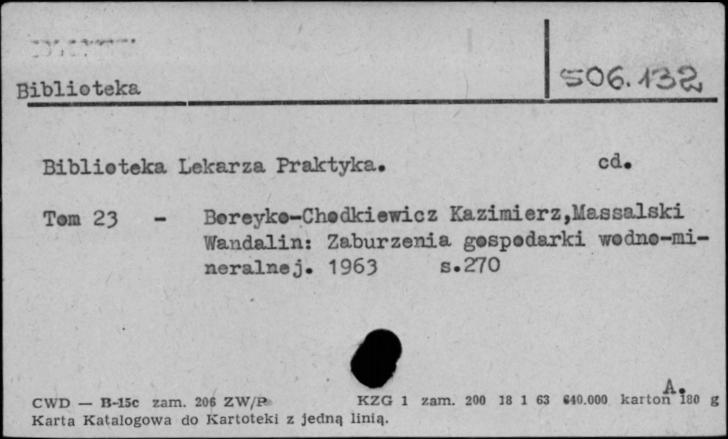 Biblioteka
506.132
Biblioteka Lekarza Praktyka. cd.
Tom 23 - Boreyko-Chodkiewicz Kazimierz,Massalski
Wandalin: Zaburzenia gospodarki wodno-mi-
neralnej. 1963 s.270
A.
CWD — B-15c zam. 206 ZW/P KZG 1 zam. 200 18 1 63 640.000 karton 180 g
Karta Katalogowa do Kartoteki z jedną linią.